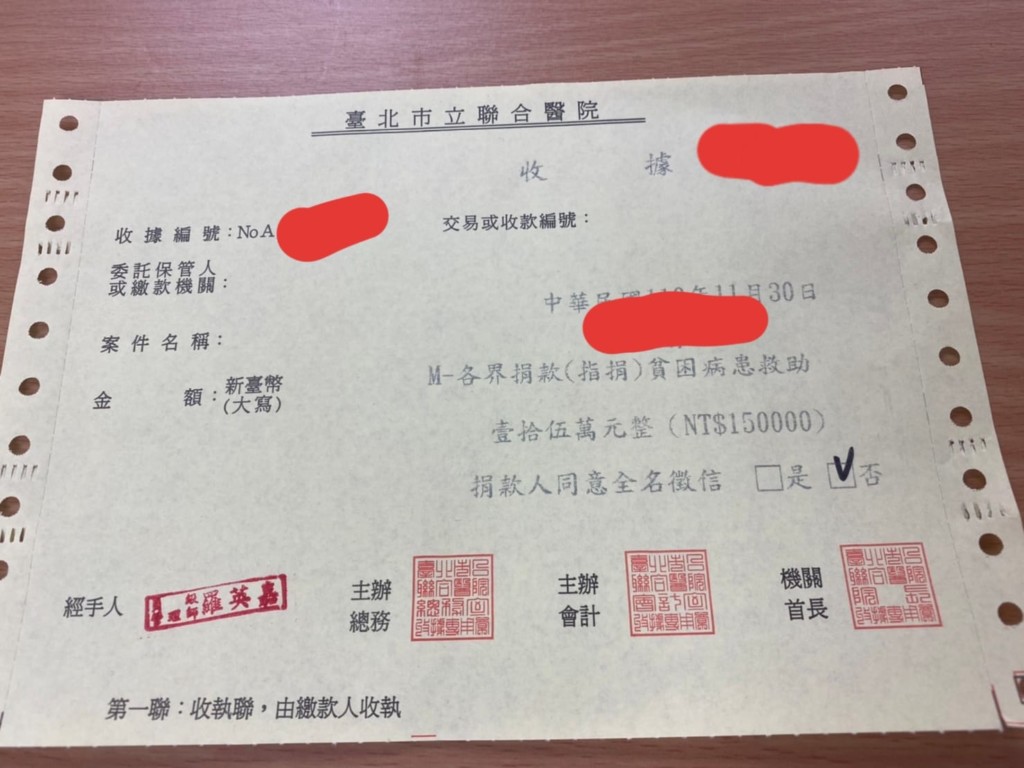 臺北市立聯合醫院
收據
收據編號：NoA
交易或收款編號：
委託保管人
或繳款機關：
中華民國 年11月30日
案件名稱：
M-各界捐款(指捐)貧困病患救助
金額：新臺幣
(大寫)
壹拾伍萬元整(NT$150000)
捐款人同意全名徵信 □是 ☑否
經手人
羅英嘉
主辦
總務
主辦
會計
機關
首長
第一聯：收執聯，由繳款人收執